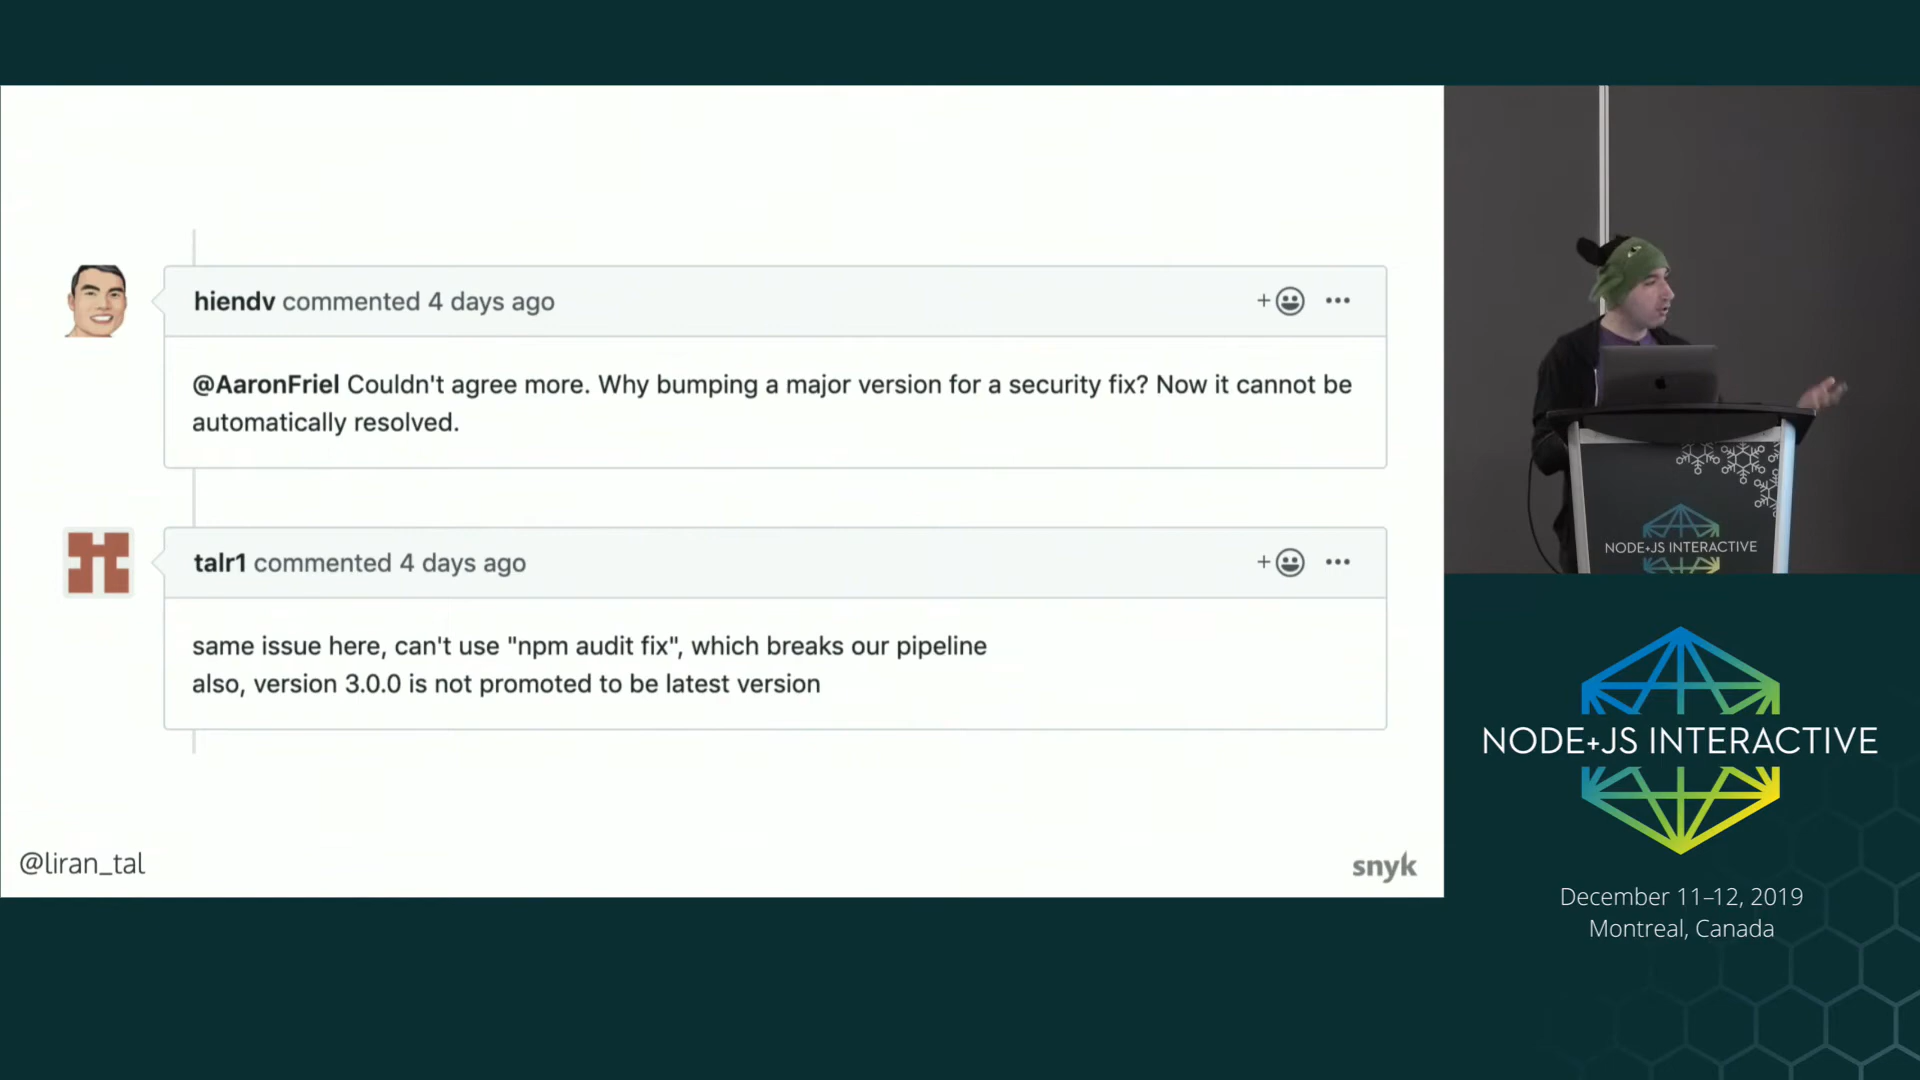 hiendv commented 4 days ago
@AaronFriel Couldn't agree more. Why bumping a major version for a security fix? Now it cannot be
automatically resolved.
talr1 commented 4 days ago
same issue here, can't use "npm audit fix", which breaks our pipeline
also, version 3.0.0 is not promoted to be latest version
@liran_tal
snyk
NODE+JS INTERACTIVE
NODE+JS INTERACTIVE
December 11–12, 2019
Montreal, Canada